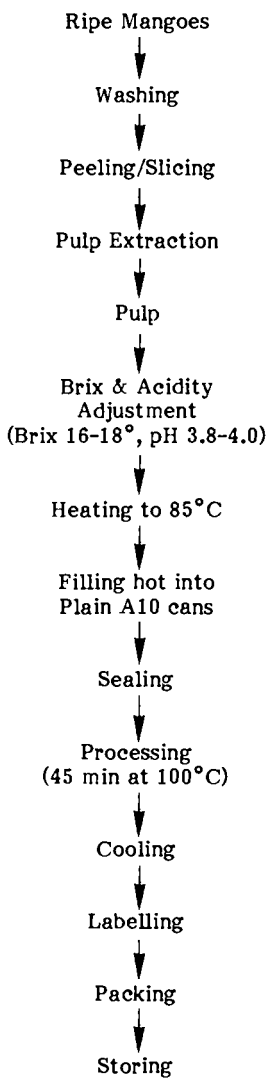 Ripe Mangoes
Washing
Peeling/Slicing
Pulp Extraction
Pulp
Brix & Acidity
Adjustment
(Brix 16-18°, pH 3.8-4.0)
Heating to 85°C
Filling hot into
Plain A10 cans
Sealing
Processing
(45 min at 100°C)
Cooling
Labelling
Packing
Storing